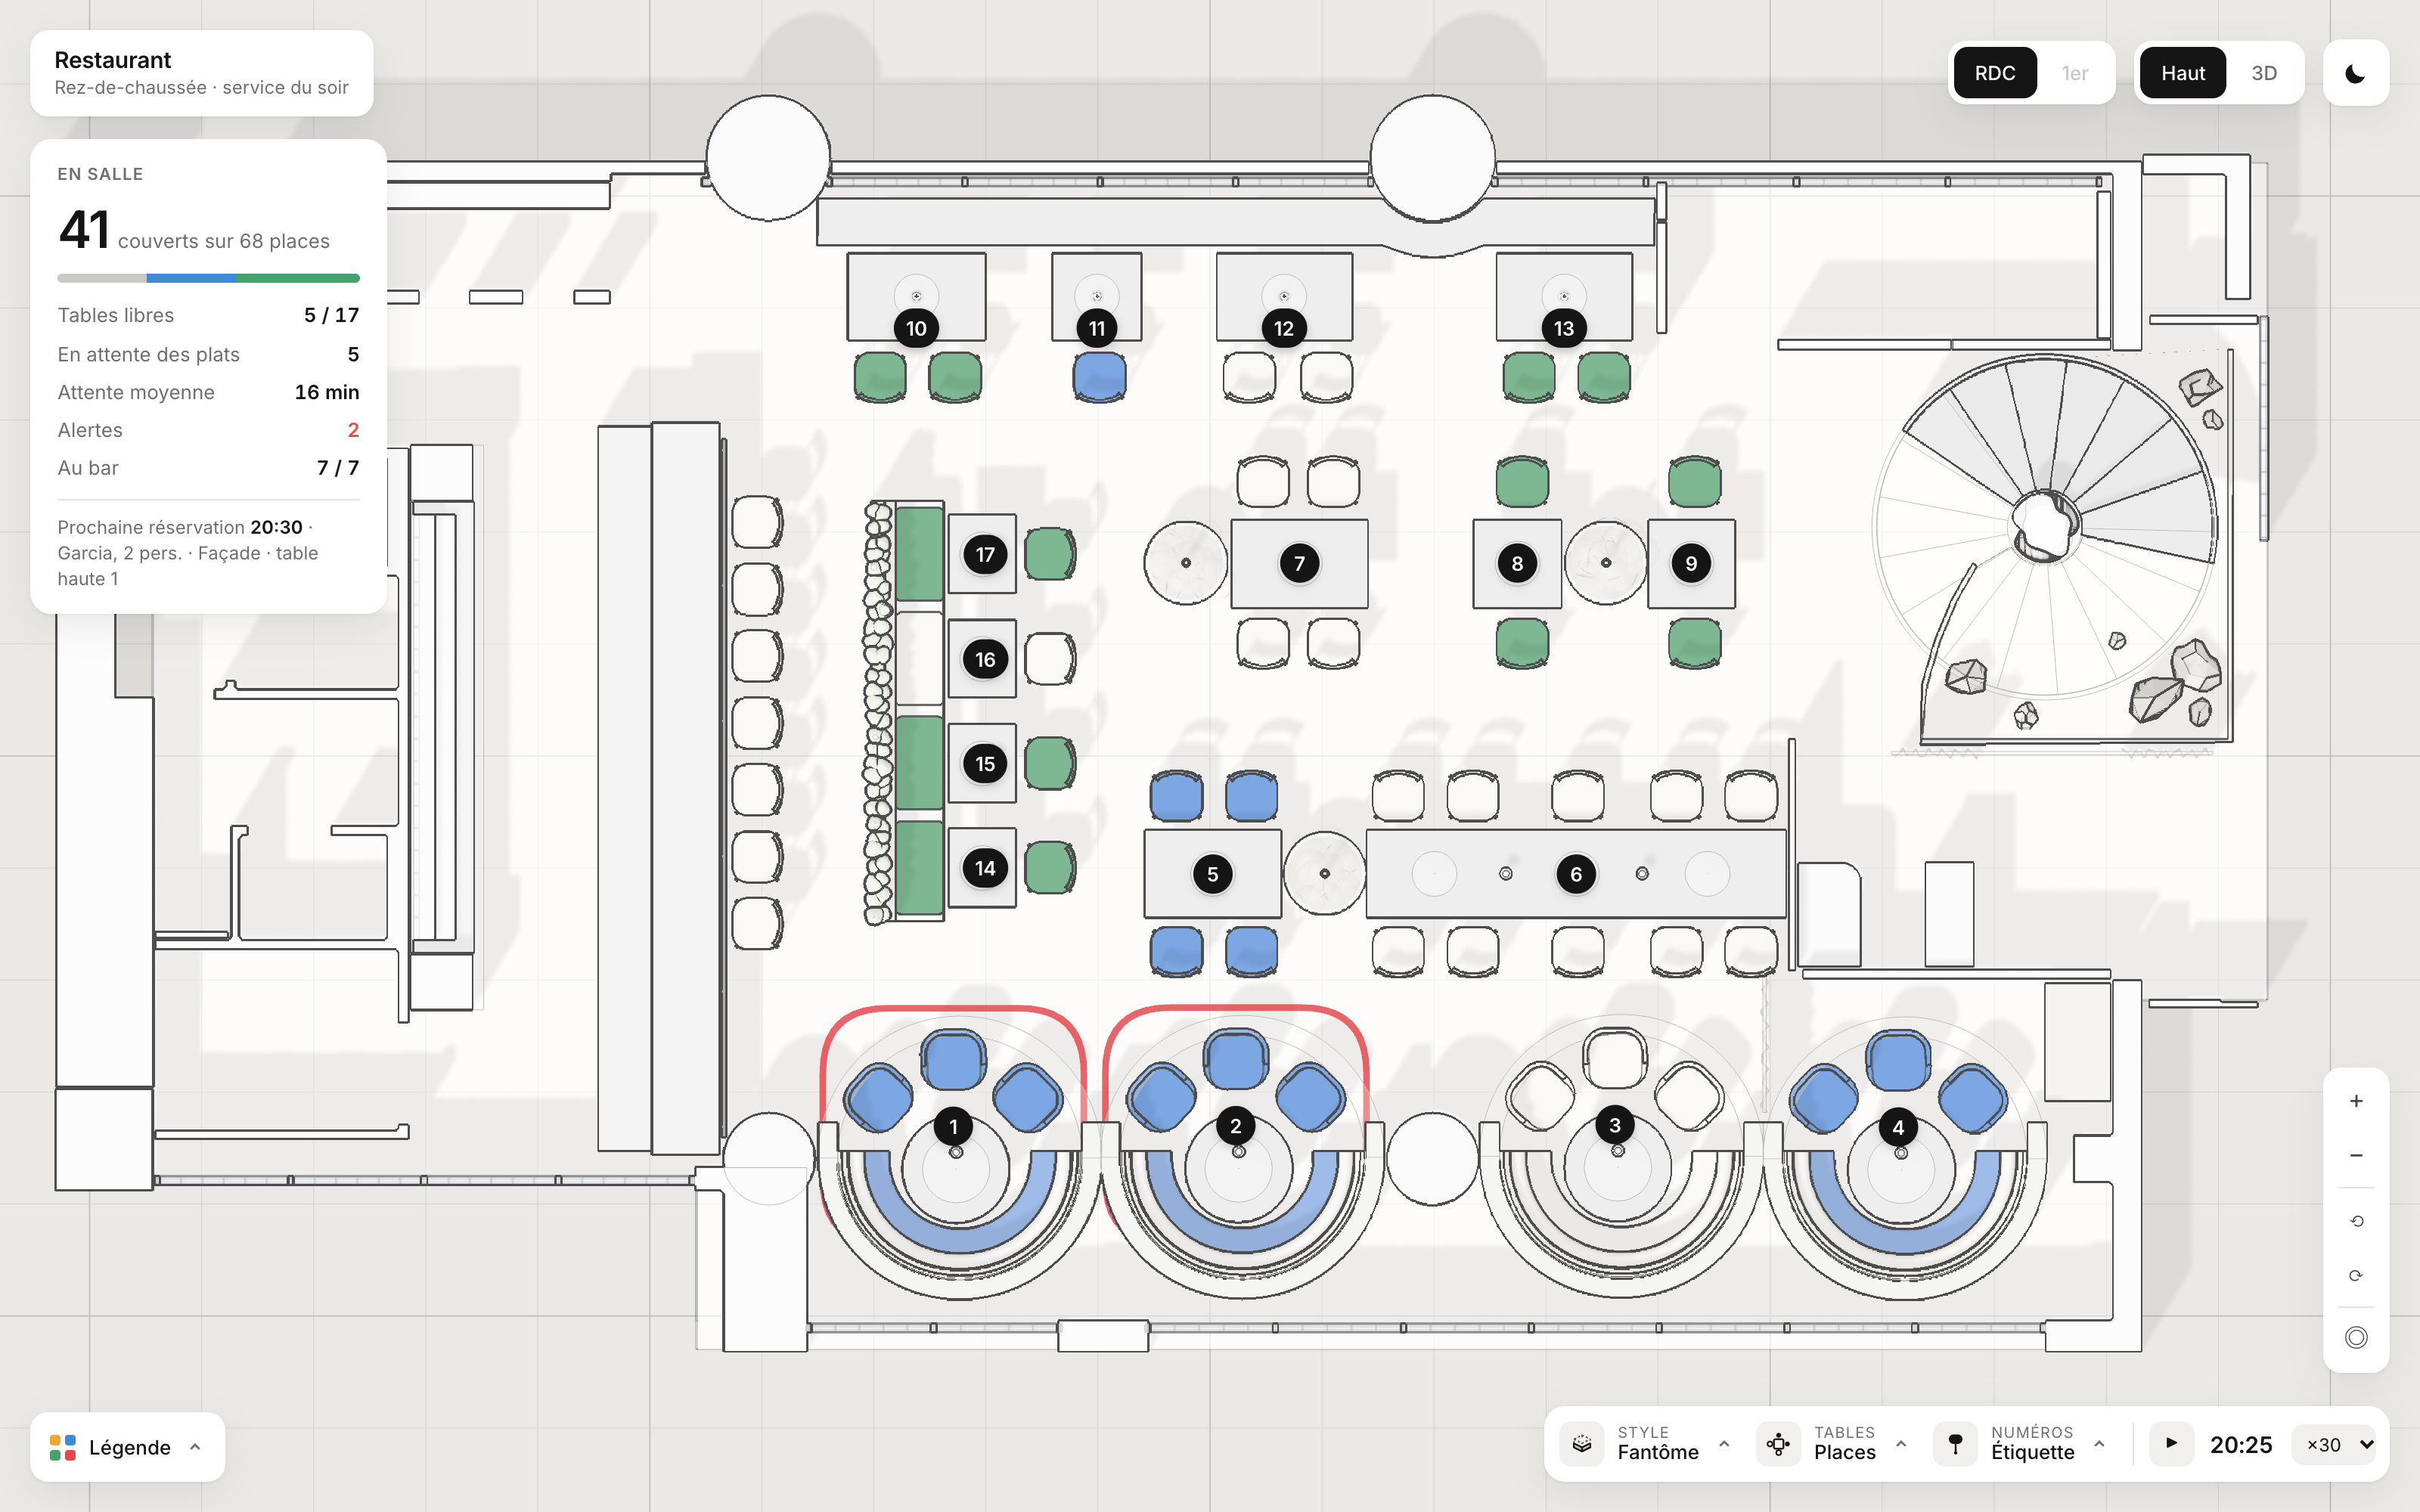 Restaurant
Rez-de-chaussée · service du soir
RDC 1er
Haut 3D
EN SALLE
41 couverts sur 68 places
Tables libres 5 / 17
En attente des plats 5
Attente moyenne 16 min
Alertes 2
Au bar 7 / 7
Prochaine réservation 20:30 ·
Garcia, 2 pers. · Façade · table
haute 1
10 11 12 13
17 7 8 9
16
15
14 5 6
1 2 3 4
+
−
Légende
STYLE
Fantôme
TABLES
Places
NUMÉROS
Étiquette
20:25 ×30